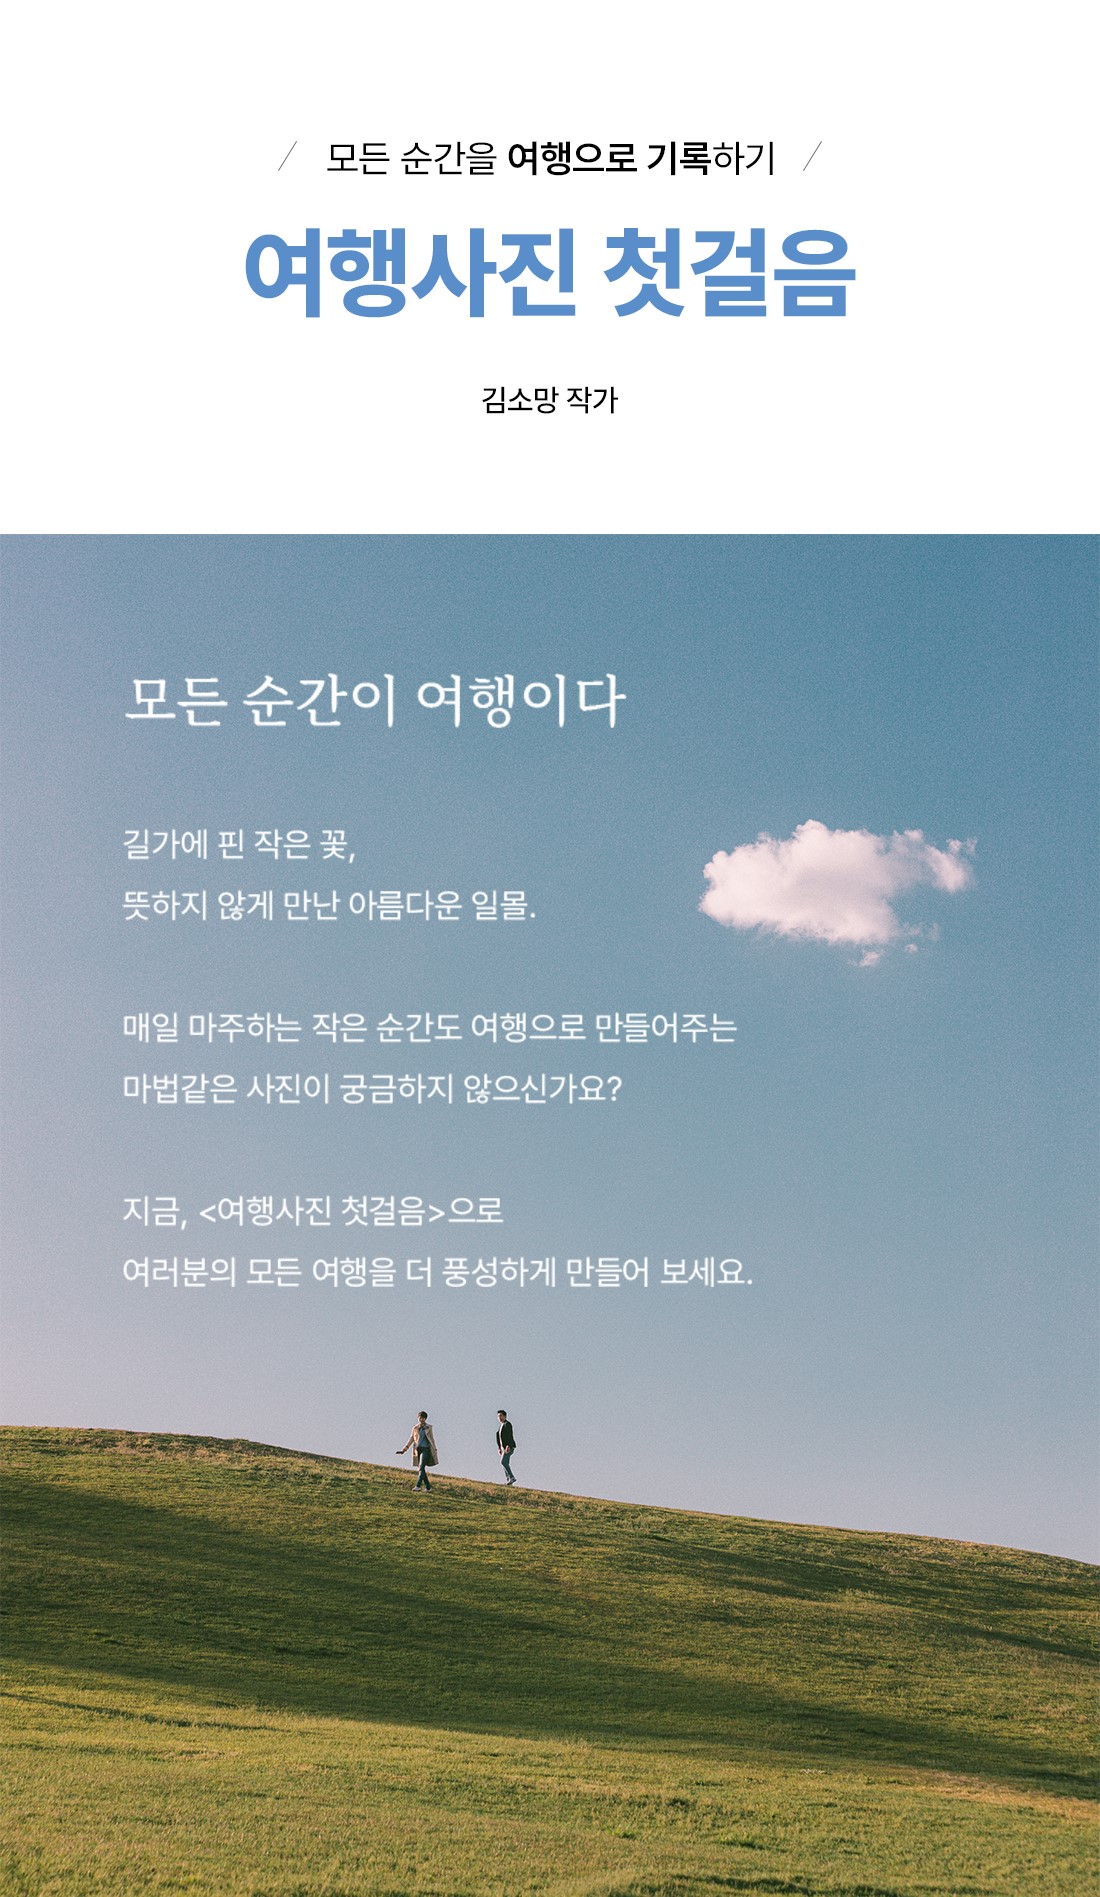 / 모든 순간을 여행으로 기록하기 /
여행사진 첫걸음
김소망 작가
모든 순간이 여행이다
길가에 핀 작은 꽃,
뜻하지 않게 만난 아름다운 일몰.
매일 마주하는 작은 순간도 여행으로 만들어주는
마법같은 사진이 궁금하지 않으신가요?
지금, <여행사진 첫걸음>으로
여러분의 모든 여행을 더 풍성하게 만들어 보세요.